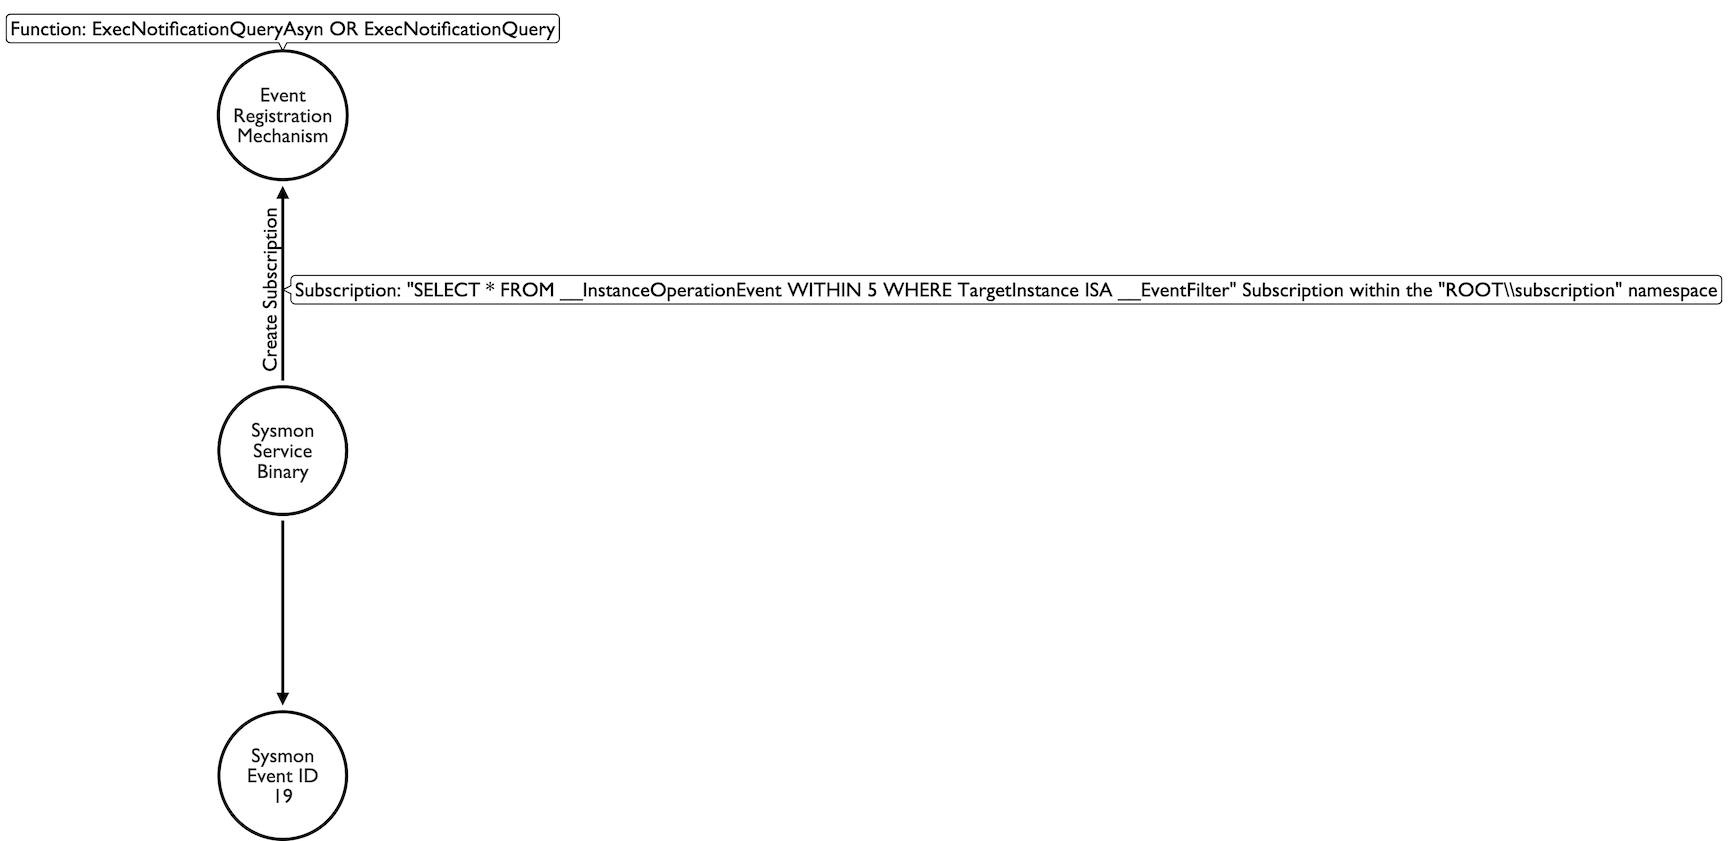 Function: ExecNotificationQueryAsyn OR ExecNotificationQuery
Event
Registration
Mechanism
Create Subscription
Subscription: "SELECT * FROM __InstanceOperationEvent WITHIN 5 WHERE TargetInstance ISA __EventFilter" Subscription within the "ROOT\\subscription" namespace
Sysmon
Service
Binary
Sysmon
Event ID
19